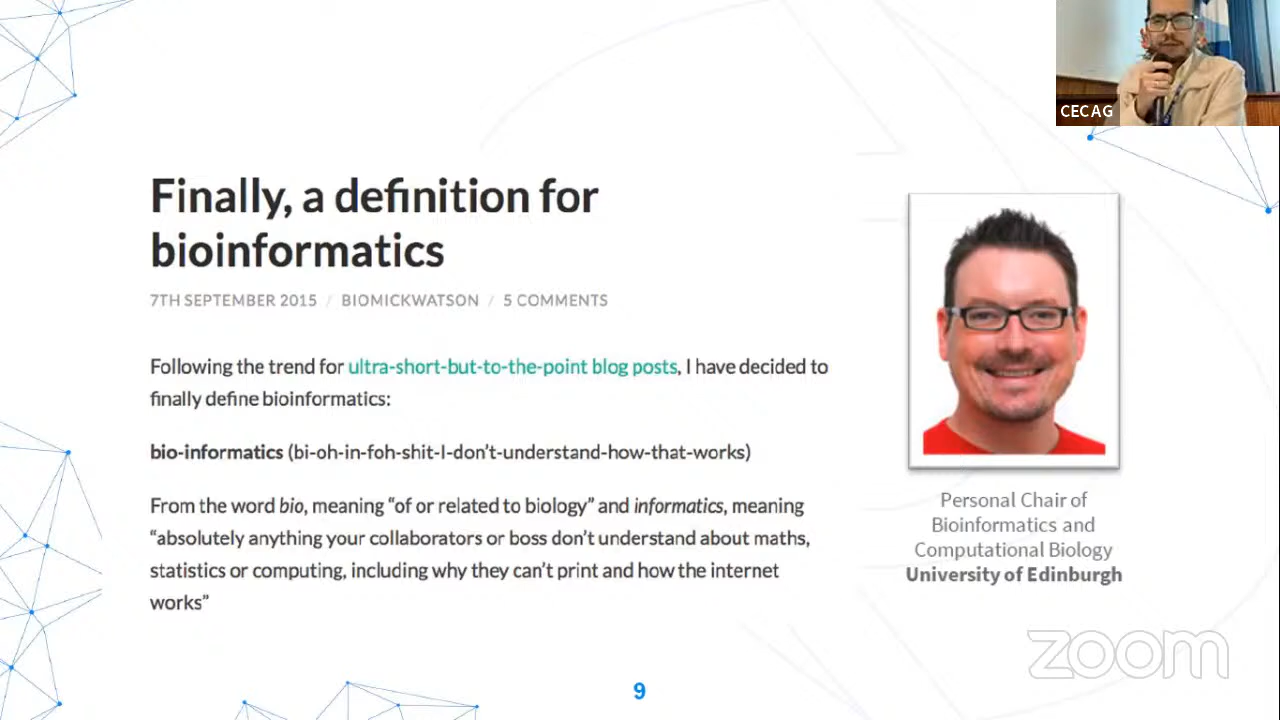 CECAG
Finally, a definition for
bioinformatics
7TH SEPTEMBER 2015 / BIOMICKWATSON / 5 COMMENTS
Following the trend for ultra-short-but-to-the-point blog posts, I have decided to
finally define bioinformatics:
bio-informatics (bi-oh-in-foh-shit-I-don't-understand-how-that-works)
From the word bio, meaning “of or related to biology” and informatics, meaning
“absolutely anything your collaborators or boss don't understand about maths,
statistics or computing, including why they can't print and how the internet
works”
Personal Chair of
Bioinformatics and
Computational Biology
University of Edinburgh
zoom
9